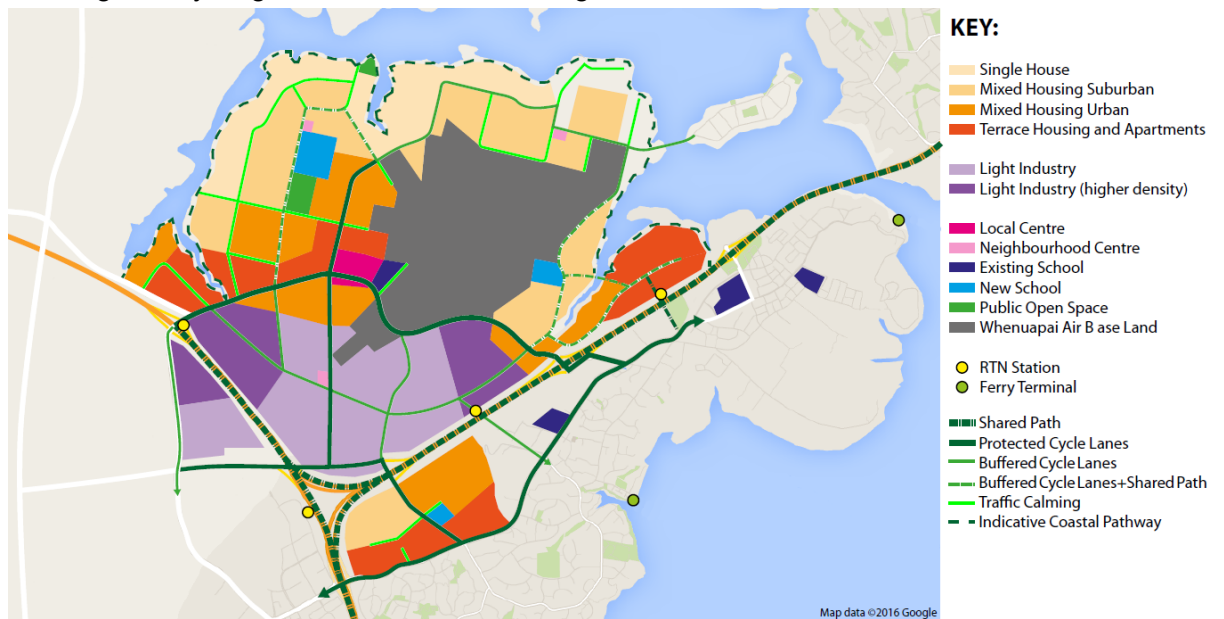 KEY:
Single House
Mixed Housing Suburban
Mixed Housing Urban
Terrace Housing and Apartments
Light Industry
Light Industry (higher density)
Local Centre
Neighbourhood Centre
Existing School
New School
Public Open Space
Whenuapai Air B ase Land
RTN Station
Ferry Terminal
Shared Path
Protected Cycle Lanes
Buffered Cycle Lanes
Buffered Cycle Lanes+Shared Path
Traffic Calming
Indicative Coastal Pathway
Map data ©2016 Google